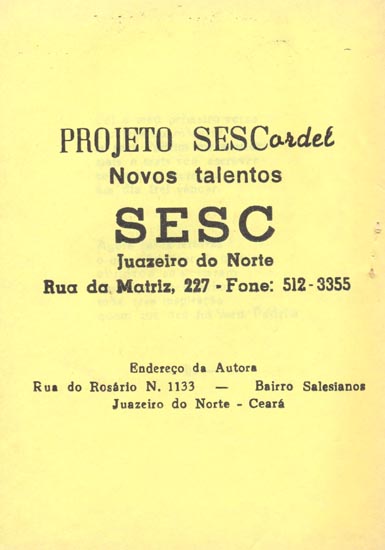 PROJETO SESCordel
Novos talentos
SESC
Juazeiro do Norte
Rua da Matriz, 227 - Fone: 512-3355
Endereço da Autora
Rua do Rosário N. 1133 — Bairro Salesianos
Juazeiro do Norte - Ceará